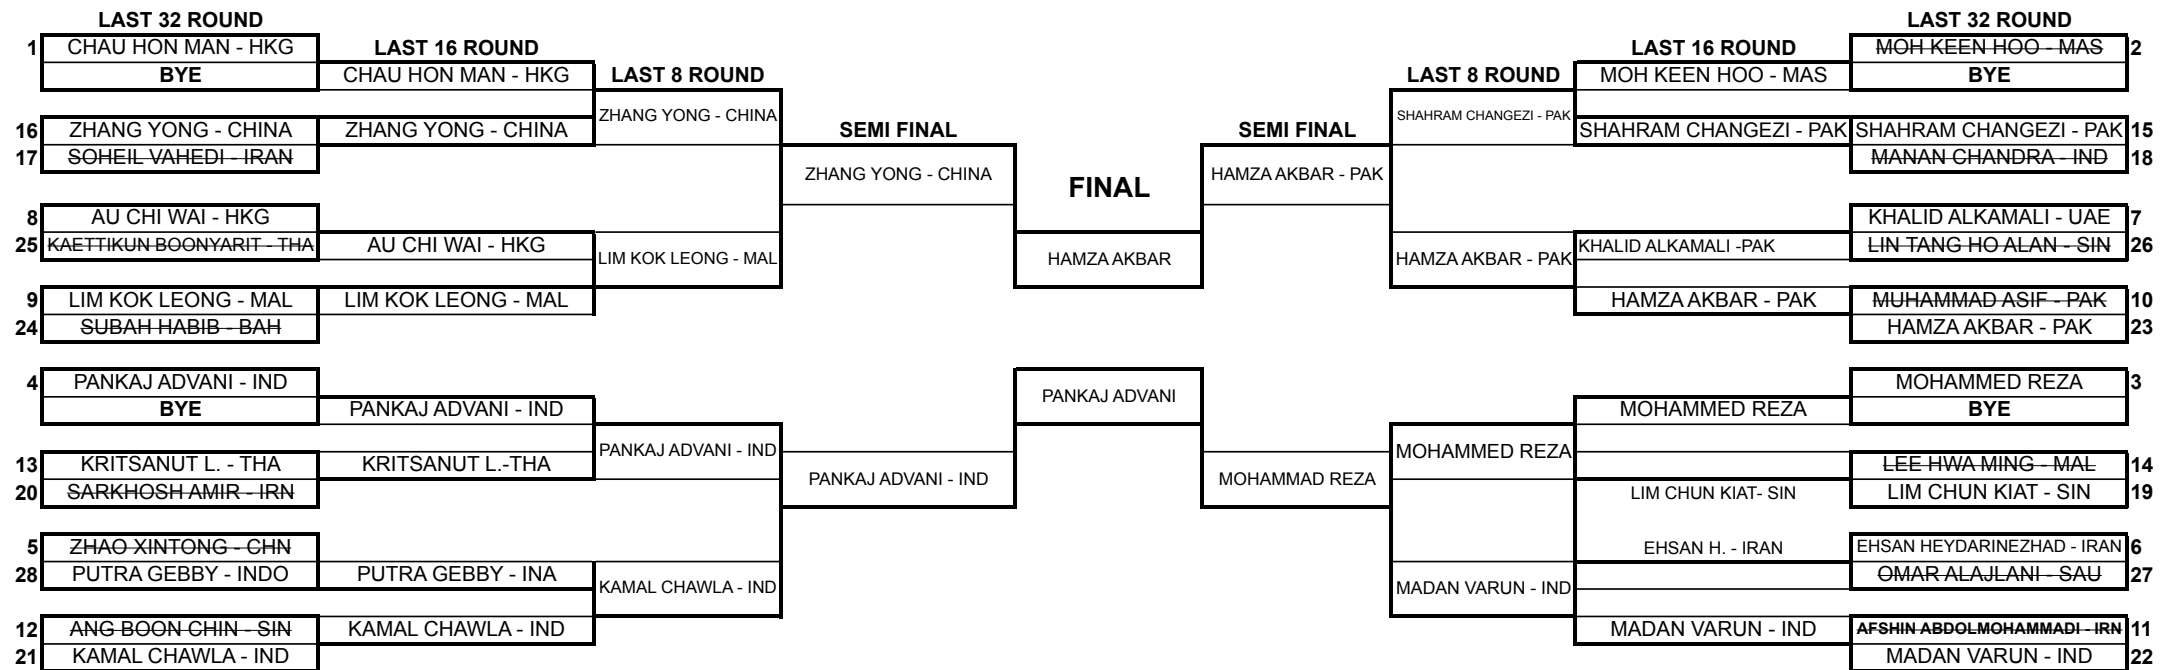 LAST 32 ROUND
1 CHAU HON MAN - HKG
BYE
16 ZHANG YONG - CHINA
17 SOHEIL VAHEDI - IRAN
8 AU CHI WAI - HKG
25 KAETTIKUN BOONYARIT - THA
9 LIM KOK LEONG - MAL
24 SUBAH HABIB - BAH
4 PANKAJ ADVANI - IND
BYE
13 KRITSANUT L. - THA
20 SARKHOSH AMIR - IRN
5 ZHAO XINTONG - CHN
28 PUTRA GEBBY - INDO
12 ANG BOON CHIN - SIN
21 KAMAL CHAWLA - IND
LAST 16 ROUND
CHAU HON MAN - HKG
ZHANG YONG - CHINA
AU CHI WAI - HKG
LIM KOK LEONG - MAL
PANKAJ ADVANI - IND
KRITSANUT L.-THA
PUTRA GEBBY - INA
KAMAL CHAWLA - IND
LAST 8 ROUND
ZHANG YONG - CHINA
LIM KOK LEONG - MAL
PANKAJ ADVANI - IND
KAMAL CHAWLA - IND
SEMI FINAL
ZHANG YONG - CHINA
PANKAJ ADVANI - IND
FINAL
HAMZA AKBAR
PANKAJ ADVANI
SEMI FINAL
HAMZA AKBAR - PAK
MOHAMMAD REZA
LAST 8 ROUND
SHAHRAM CHANGEZI - PAK
HAMZA AKBAR - PAK
MOHAMMED REZA
MADAN VARUN - IND
LAST 16 ROUND
MOH KEEN HOO - MAS
SHAHRAM CHANGEZI - PAK
KHALID ALKAMALI -PAK
HAMZA AKBAR - PAK
MOHAMMED REZA
LIM CHUN KIAT- SIN
EHSAN H. - IRAN
MADAN VARUN - IND
LAST 32 ROUND
MOH KEEN HOO - MAS 2
BYE
SHAHRAM CHANGEZI - PAK 15
MANAN CHANDRA - IND 18
KHALID ALKAMALI - UAE 7
LIN TANG HO ALAN - SIN 26
MUHAMMAD ASIF - PAK 10
HAMZA AKBAR - PAK 23
MOHAMMED REZA 3
BYE
LEE HWA MING - MAL 14
LIM CHUN KIAT - SIN 19
EHSAN HEYDARINEZHAD - IRAN 6
OMAR ALAJLANI - SAU 27
AFSHIN ABDOLMOHAMMADI - IRN 11
MADAN VARUN - IND 22